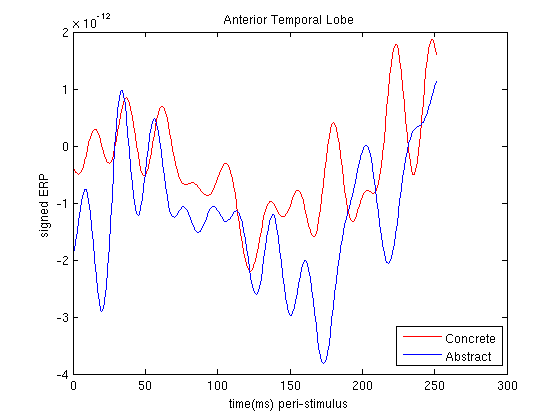 Anterior Temporal Lobe
×10⁻¹²
2
1
0
-1
-2
-3
-4
signed ERP
0 50 100 150 200 250 300
time(ms) peri-stimulus
Concrete
Abstract